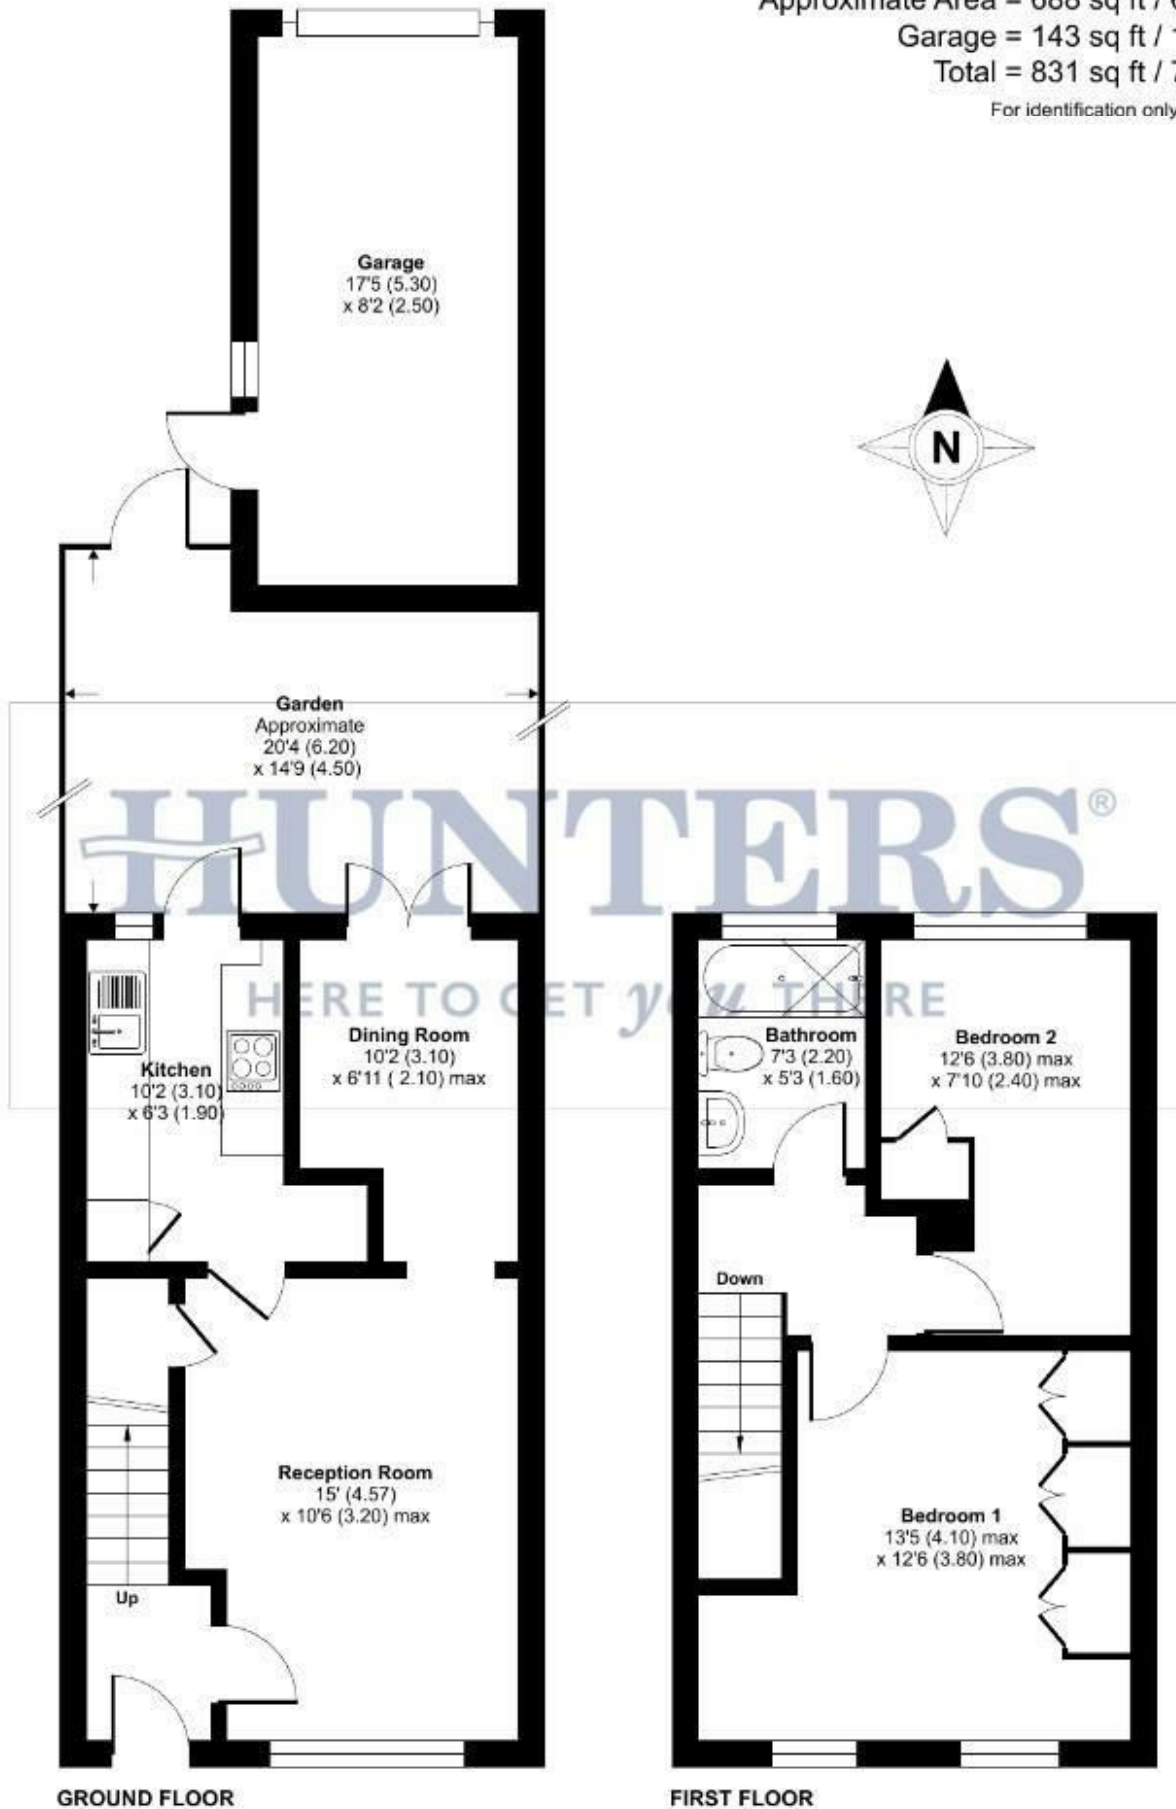 Approximate Area = 688 sq ft /
Garage = 143 sq ft /
Total = 831 sq ft /
For identification only
Garage
17'5 (5.30)
x 8'2 (2.50)
N
Garden
Approximate
20'4 (6.20)
x 14'9 (4.50)
HUNTERS®
HERE TO GET you THERE
Kitchen
10'2 (3.10)
x 6'3 (1.90)
Dining Room
10'2 (3.10)
x 6'11 ( 2.10) max
Bathroom
7'3 (2.20)
x 5'3 (1.60)
Bedroom 2
12'6 (3.80) max
x 7'10 (2.40) max
Down
Reception Room
15' (4.57)
x 10'6 (3.20) max
Up
Bedroom 1
13'5 (4.10) max
x 12'6 (3.80) max
GROUND FLOOR
FIRST FLOOR